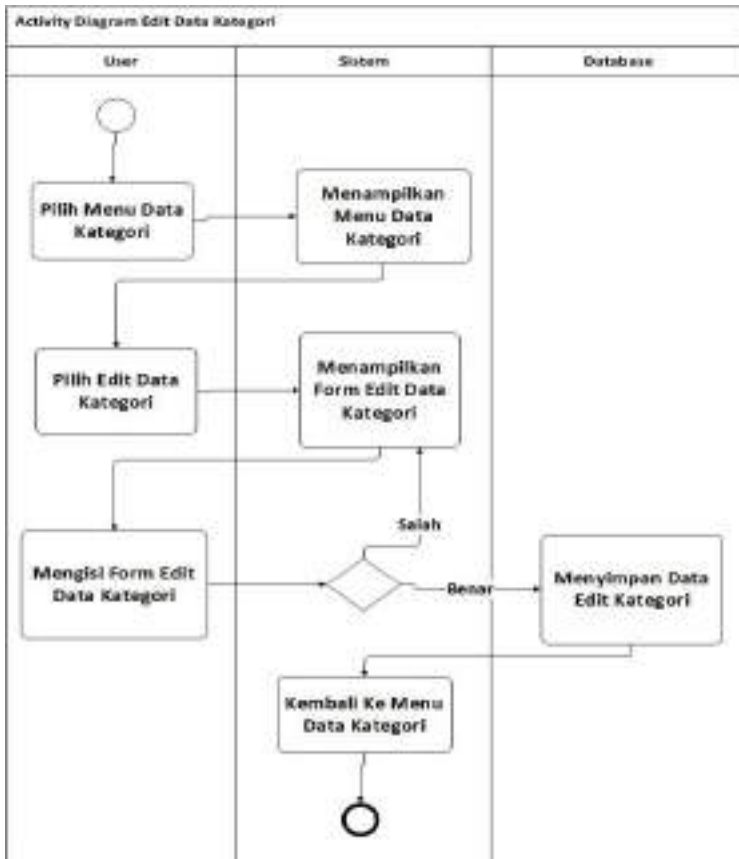 Activity Diagram Edit Data Kategori
User
Sistem
Database
Pilih Menu Data
Kategori
Menampilkan
Menu Data
Kategori
Pilih Edit Data
Kategori
Menampilkan
Form Edit Data
Kategori
Salah
Mengisi Form Edit
Data Kategori
Benar
Menyimpan Data
Edit Kategori
Kembali Ke Menu
Data Kategori